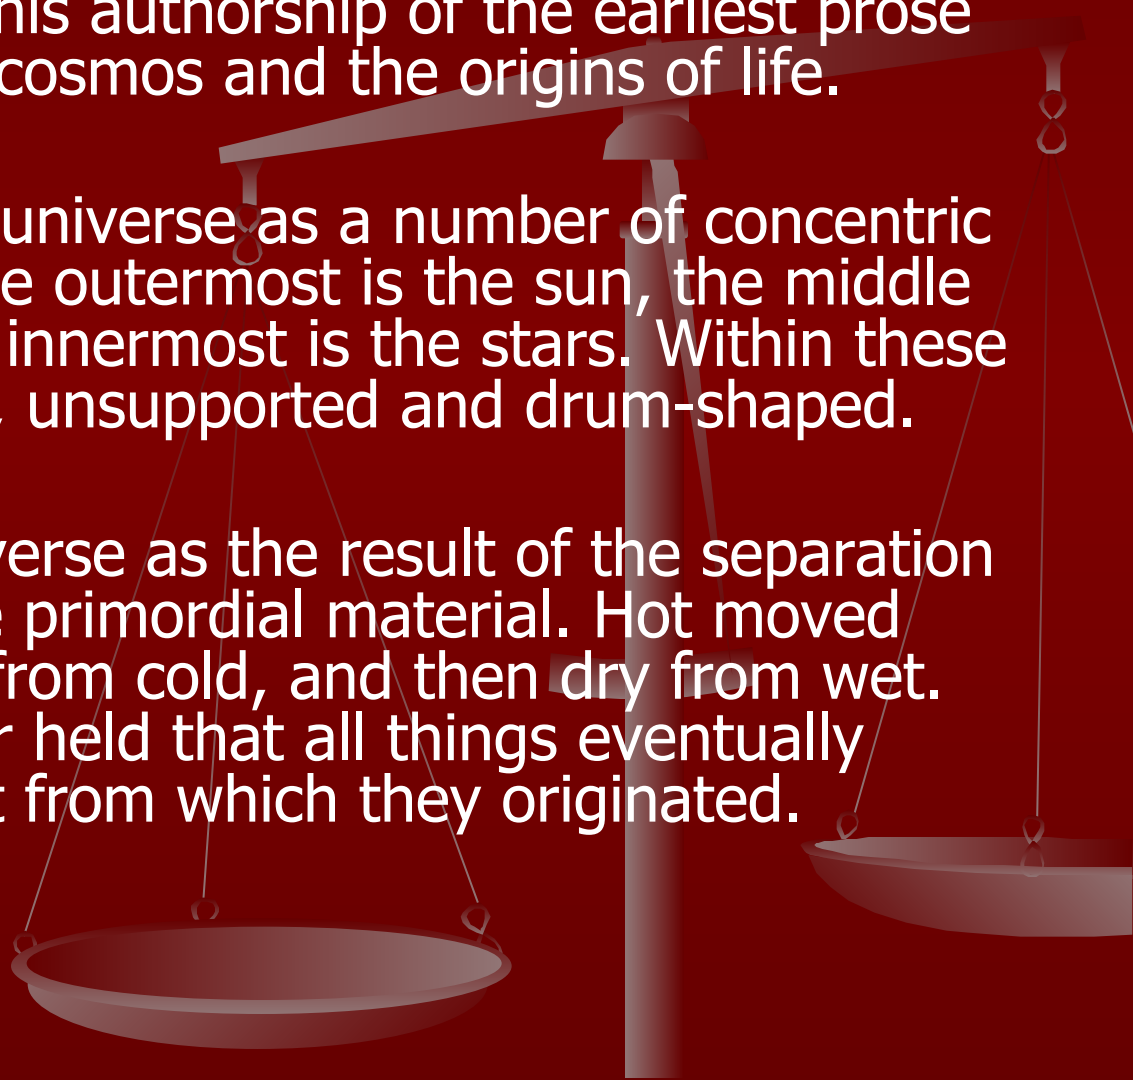 his authorship of the earliest prose
cosmos and the origins of life.
universe as a number of concentric
e outermost is the sun, the middle
innermost is the stars. Within these
, unsupported and drum-shaped.
verse as the result of the separation
e primordial material. Hot moved
from cold, and then dry from wet.
r held that all things eventually
t from which they originated.